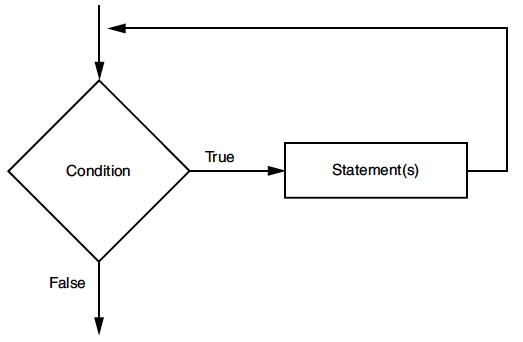 True
Condition
Statement(s)
False